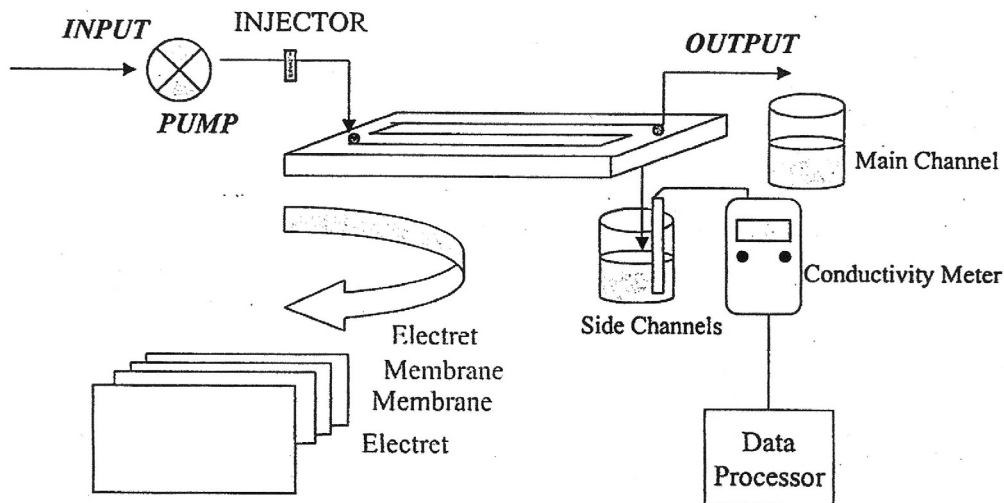 INPUT
INJECTOR
OUTPUT
PUMP
Main Channel
Conductivity Meter
Side Channels
Electret
Membrane
Membrane
Electret
Data
Processor